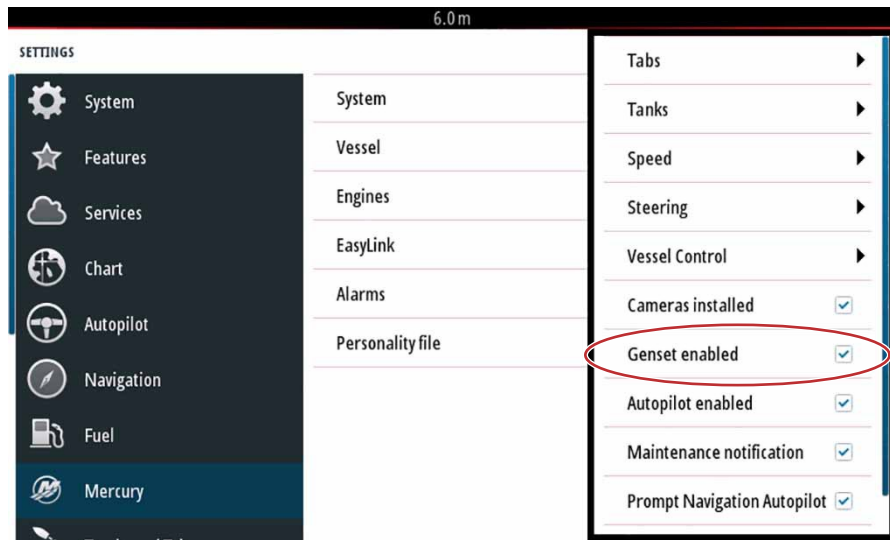 6.0 m
SETTINGS
System
Features
Services
Chart
Autopilot
Navigation
Fuel
Mercury
System
Vessel
Engines
EasyLink
Alarms
Personality file
Tabs
Tanks
Speed
Steering
Vessel Control
Cameras installed
Genset enabled
Autopilot enabled
Maintenance notification
Prompt Navigation Autopilot